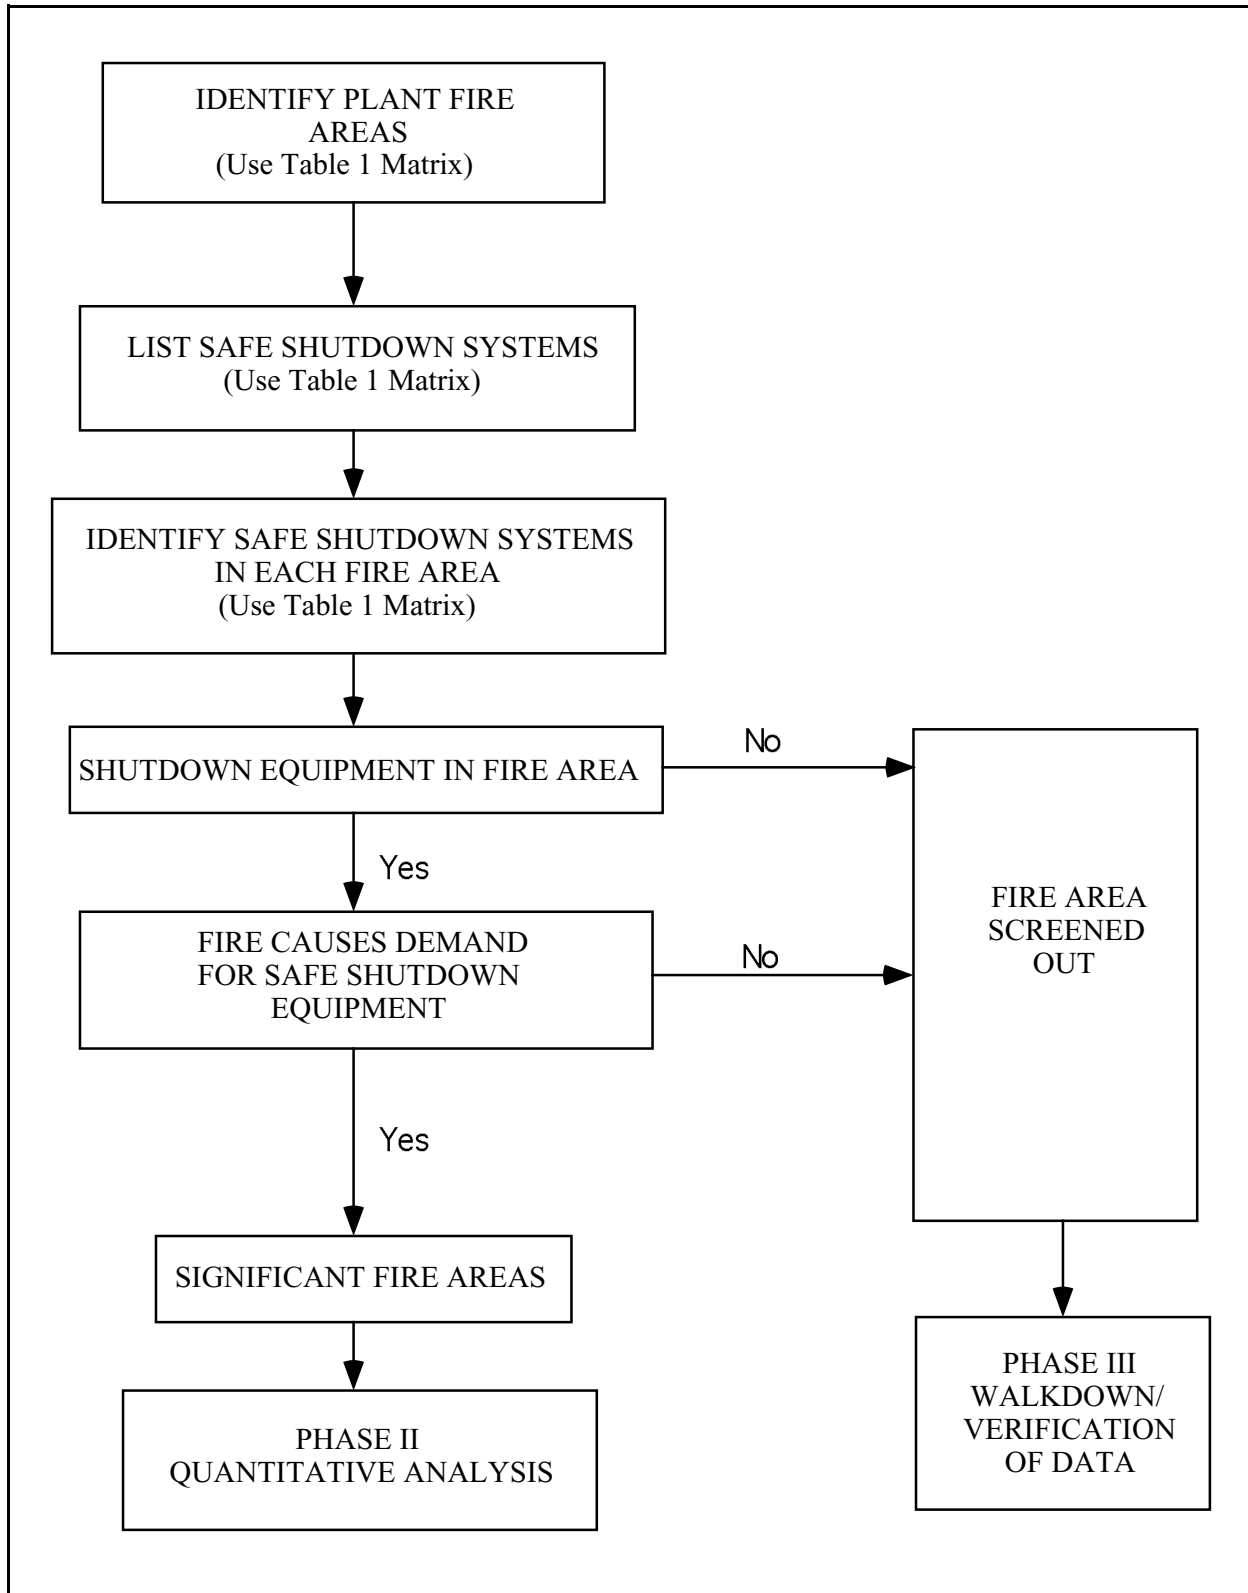 IDENTIFY PLANT FIRE
AREAS
(Use Table 1 Matrix)
LIST SAFE SHUTDOWN SYSTEMS
(Use Table 1 Matrix)
IDENTIFY SAFE SHUTDOWN SYSTEMS
IN EACH FIRE AREA
(Use Table 1 Matrix)
SHUTDOWN EQUIPMENT IN FIRE AREA
No
Yes
FIRE CAUSES DEMAND
FOR SAFE SHUTDOWN
EQUIPMENT
No
FIRE AREA
SCREENED
OUT
Yes
SIGNIFICANT FIRE AREAS
PHASE II
QUANTITATIVE ANALYSIS
PHASE III
WALKDOWN/
VERIFICATION
OF DATA